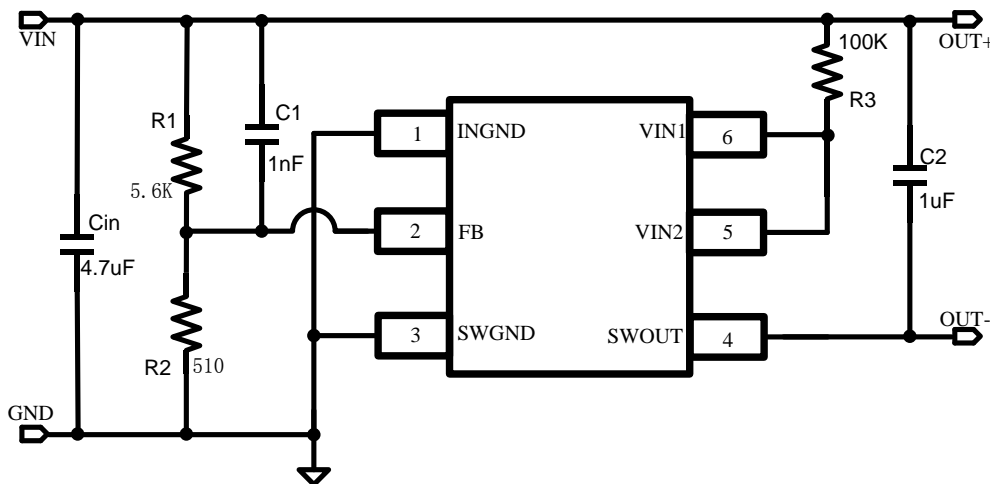 VIN
OUT+
100K
R3
R1
C1
1nF
5.6K
1
INGND
VIN1
6
C2
1uF
Cin
4.7uF
2
FB
VIN2
5
3
SWGND
SWOUT
4
OUT-
R2
510
GND